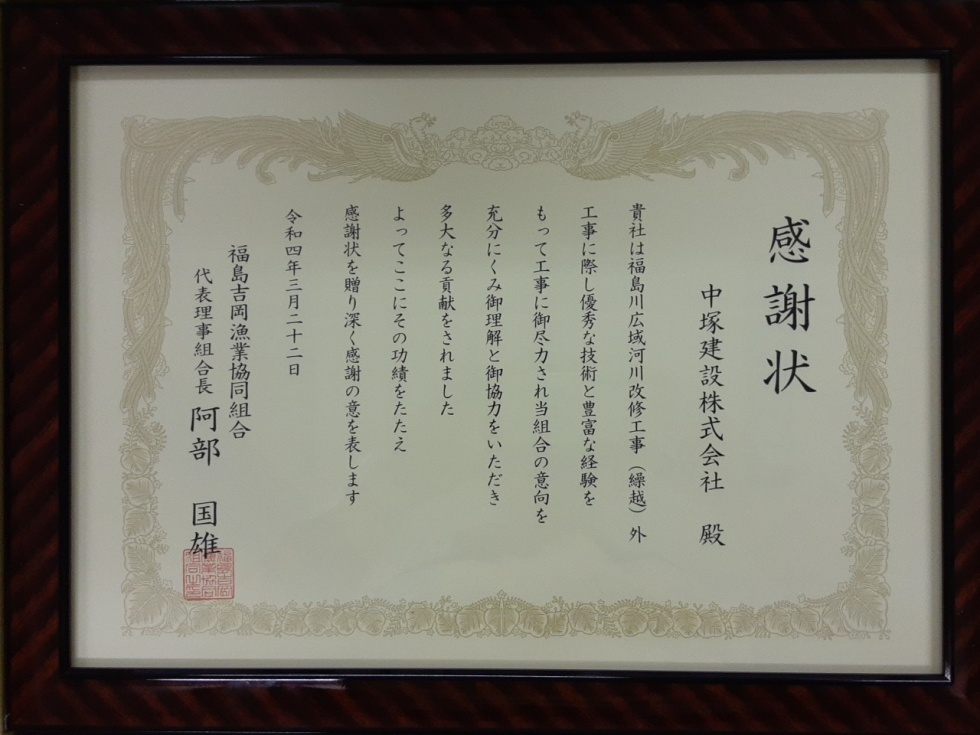 感謝状
中塚建設株式会社 殿
貴社は福島川広域河川改修工事（繰越）外
工事に際し優秀な技術と豊富な経験を
もって工事に御尽力され当組合の意向を
充分にくみ御理解と御協力をいただき
多大なる貢献をされました
よってここにその功績をたたえ
感謝状を贈り深く感謝の意を表します
令和四年三月二十二日
福島吉岡漁業協同組合
代表理事組合長 阿部 国雄